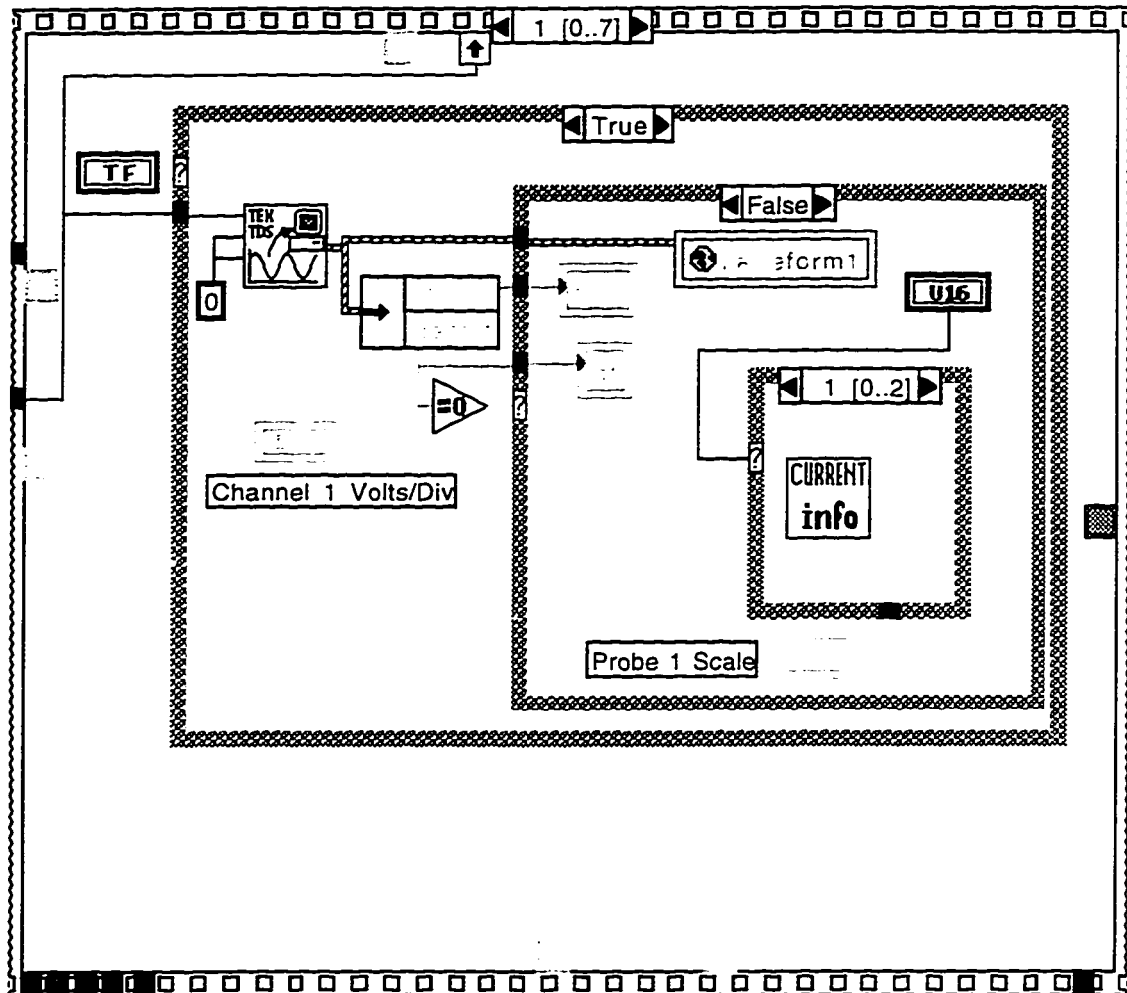 1 [0..7]
True
TF
?
False
TEK
TDS
eform1
0
U16
1 [0..2]
=0
?
?
CURRENT
info
Channel 1 Volts/Div
Probe 1 Scale